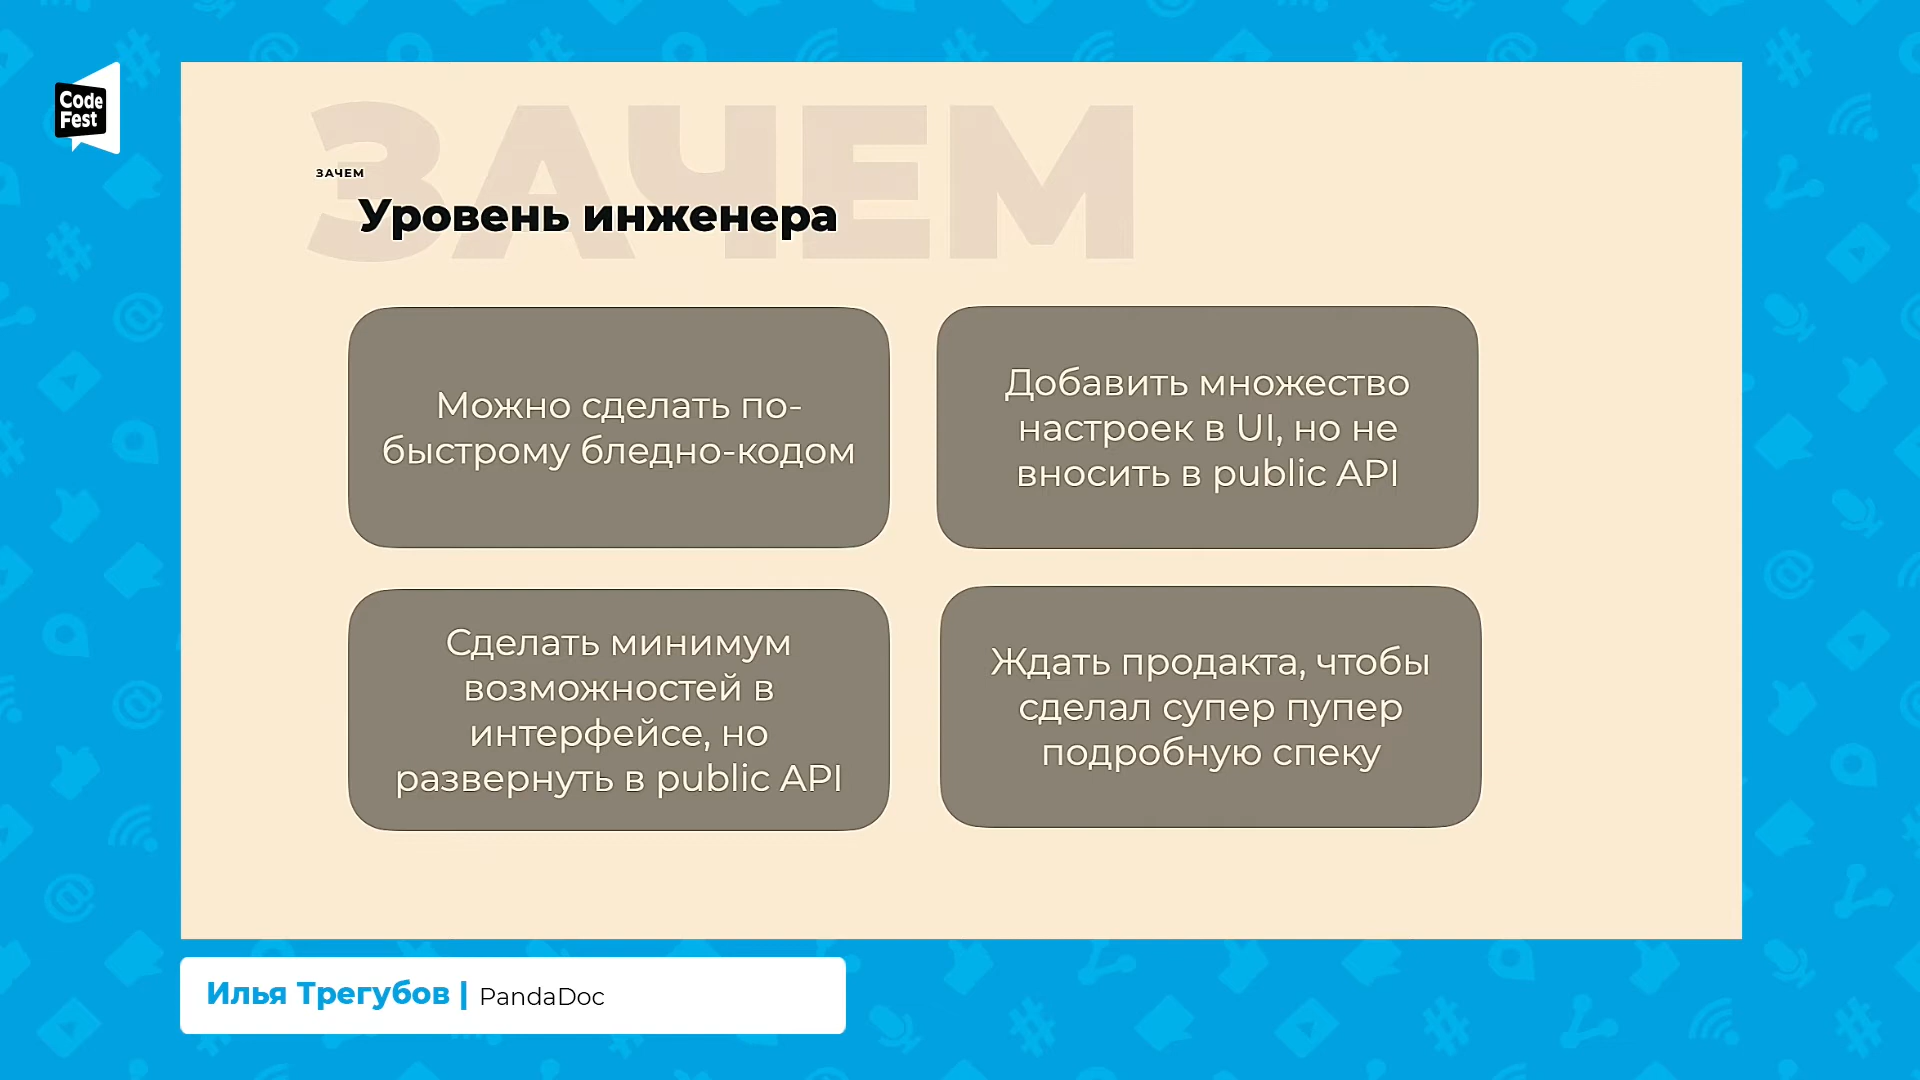 Code
Fest
ЗАЧЕМ
ЗАЧЕМ
Уровень инженера
Можно сделать по-
быстрому бледно-кодом
Добавить множество
настроек в UI, но не
вносить в public API
Сделать минимум
возможностей в
интерфейсе, но
развернуть в public API
Ждать продакта, чтобы
сделал супер пупер
подробную спеку
Илья Трегубов | PandaDoc